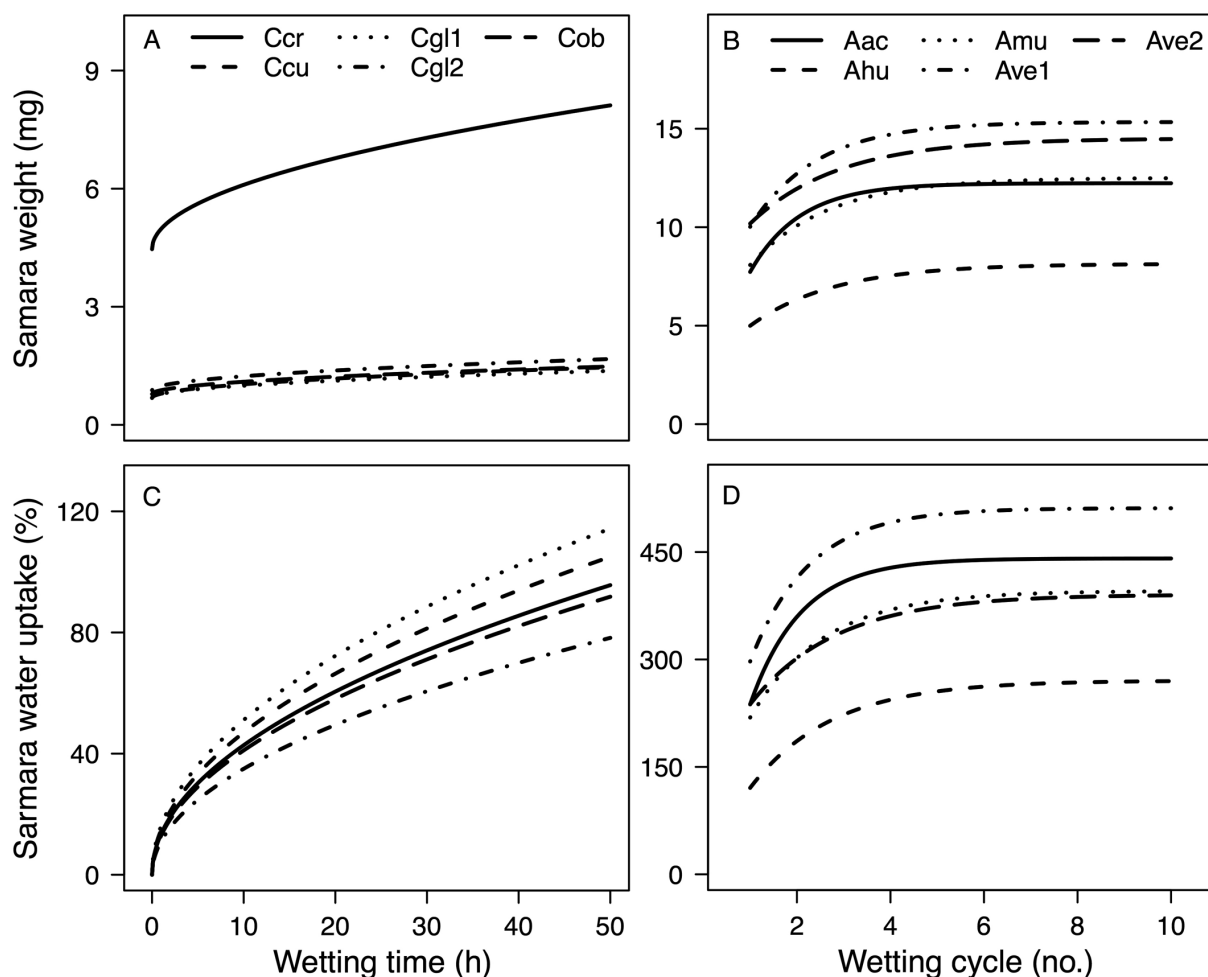 A Ccr Cgl1 Cob
Ccu Cgl2
B Aac Amu Ave2
Ahu Ave1
Samara weight (mg)
9
6
3
0
15
10
5
0
C
D
Sarmara water uptake (%)
120
80
40
0
450
300
150
0
0 10 20 30 40 50
2 4 6 8 10
Wetting time (h)
Wetting cycle (no.)